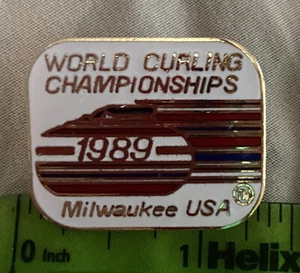 WORLD CURLING
CHAMPIONSHIPS
1989
Milwaukee USA
0 Inch 1 Helix